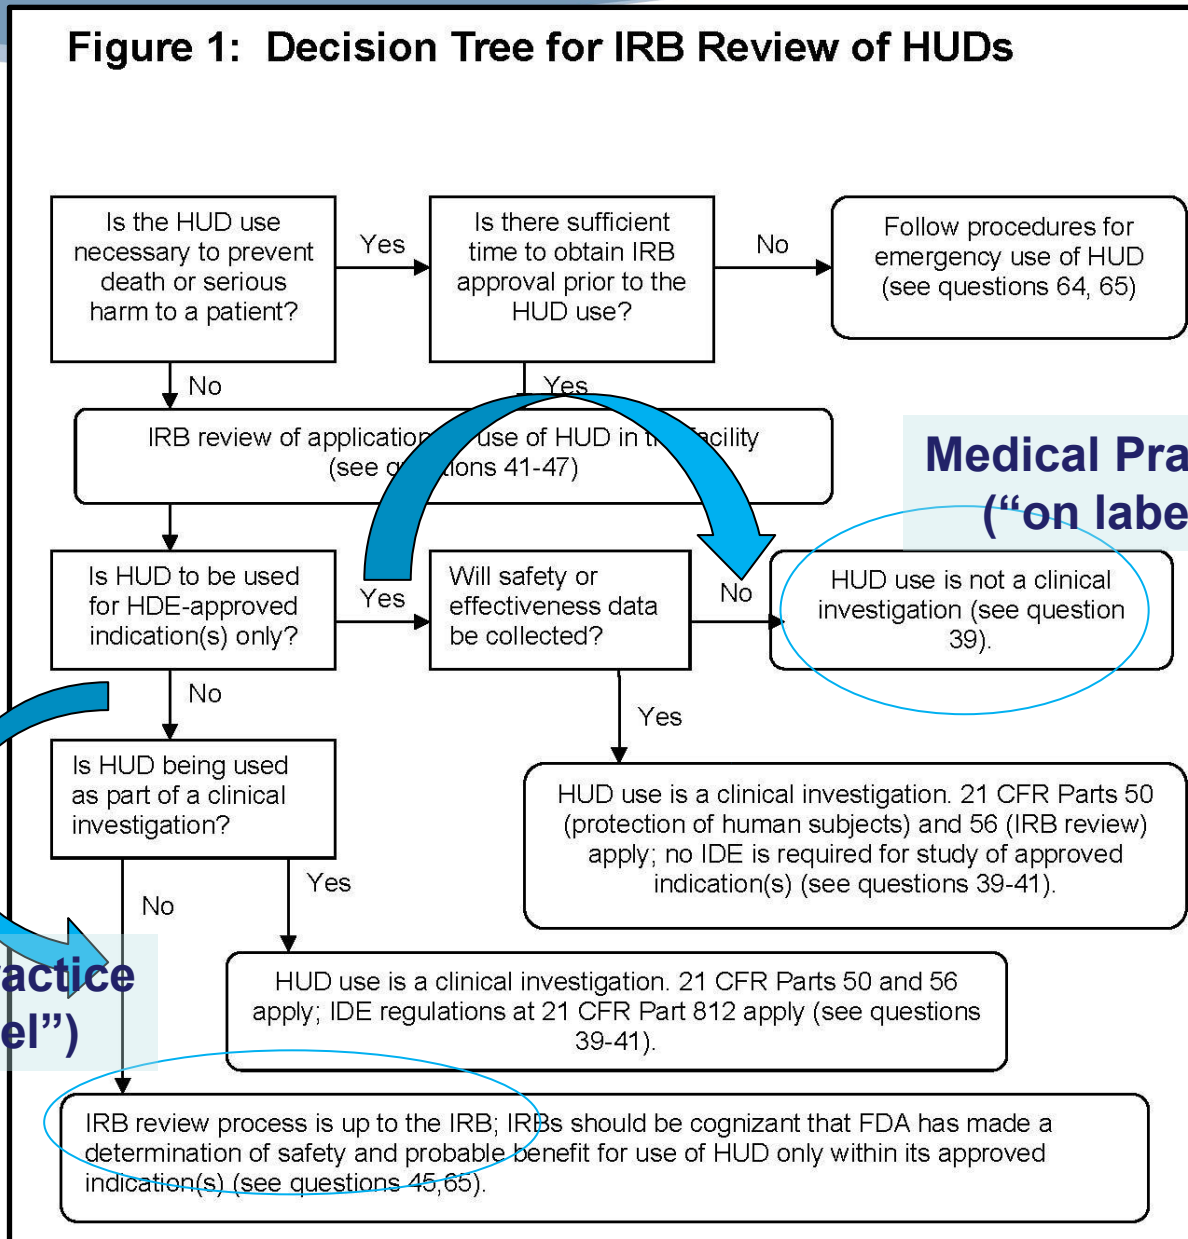 Figure 1: Decision Tree for IRB Review of HUDs
Is the HUD use
necessary to prevent
death or serious
harm to a patient?
Yes
Is there sufficient
time to obtain IRB
approval prior to the
HUD use?
No
Follow procedures for
emergency use of HUD
(see questions 64, 65)
No
Yes
IRB review of application use of HUD in facility
(see 41-47)
Medical
("on
Is HUD to be used
for HDE-approved
indication(s) only?
Yes
Will safety or
effectiveness data
be collected?
No
HUD use is not a clinical
investigation (see question
39).
No
Yes
Is HUD being used
as part of a clinical
investigation?
HUD use is a clinical investigation. 21 CFR Parts 50
(protection of human subjects) and 56 (IRB review)
apply; no IDE is required for study of approved
indication(s) (see questions 39-41).
No
Yes
HUD use is a clinical investigation. 21 CFR Parts 50 and 56
apply; IDE regulations at 21 CFR Part 812 apply (see questions
39-41).
IRB review process is up to the IRB; IRBs should be cognizant that FDA has made a
determination of safety and probable benefit for use of HUD only within its approved
indication(s) (see questions 45,65).